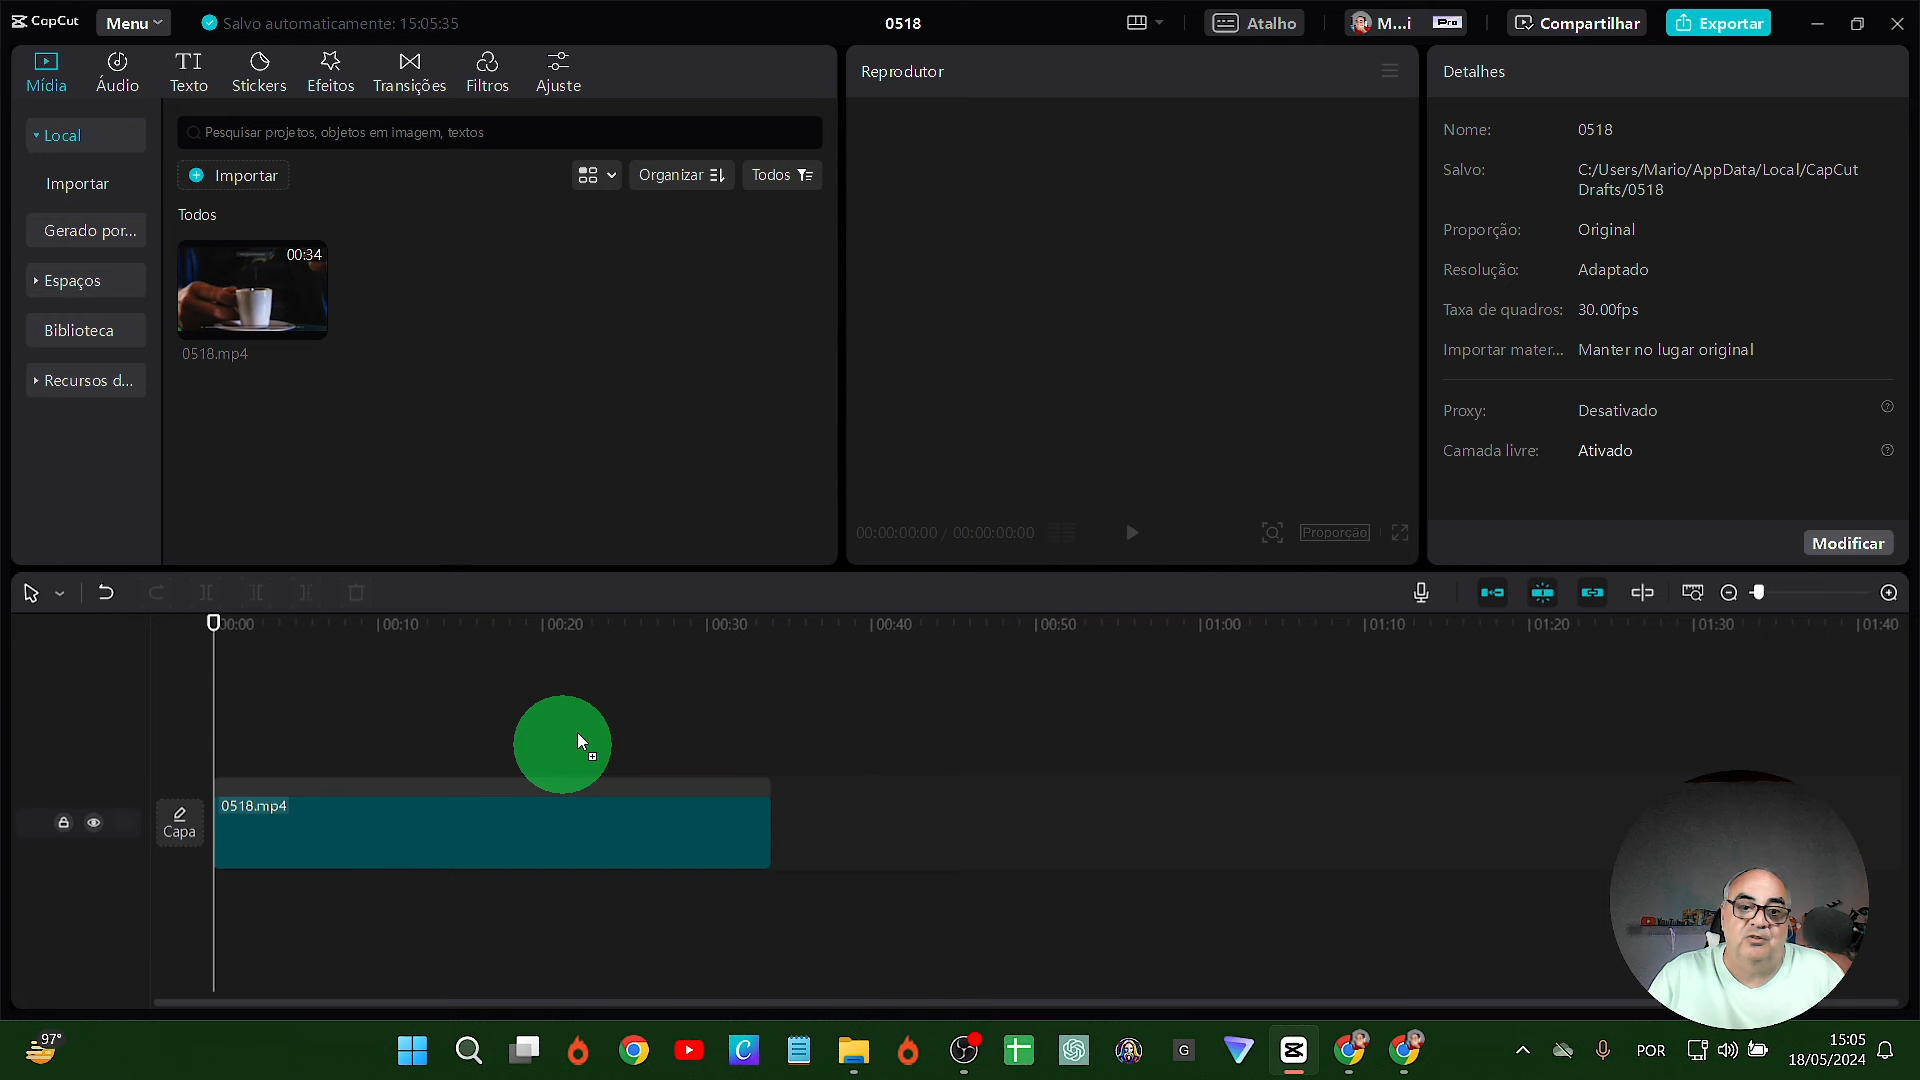 CapCut
Menu
Salvo automaticamente: 15:05:35
0518
Atalho
M...i
Pro
Compartilhar
Exportar
Mídia
Áudio
Texto
Stickers
Efeitos
Transições
Filtros
Ajuste
Local
Importar
Gerado por...
Espaços
Biblioteca
Recursos d...
Pesquisar projetos, objetos em imagem, textos
Importar
Organizar
Todos
Todos
00:34
0518.mp4
Reprodutor
00:00:00:00 / 00:00:00:00
Proporção
Detalhes
Nome: 0518
Salvo: C:/Users/Mario/AppData/Local/CapCut
Drafts/0518
Proporção: Original
Resolução: Adaptado
Taxa de quadros: 30.00fps
Importar mater... Manter no lugar original
Proxy: Desativado
Camada livre: Ativado
Modificar
00:00
00:10
00:20
00:30
00:40
00:50
01:00
01:10
01:20
01:30
01:40
0518.mp4
Capa
97°
POR
15:05
18/05/2024